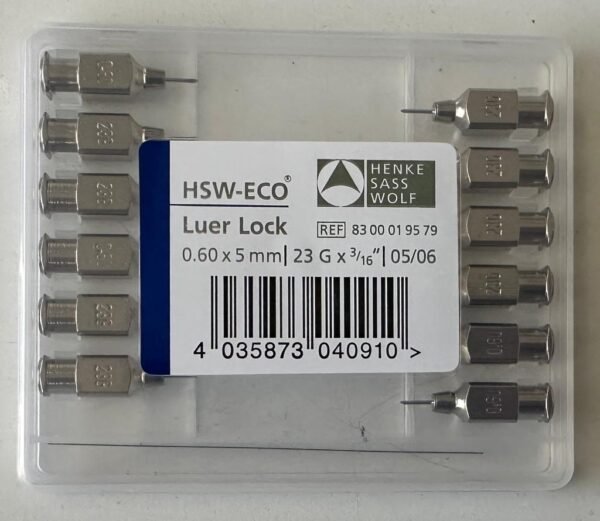 HSW-ECO®
HENKE
SASS
WOLF
Luer Lock
REF 83 00 01 95 79
0.60 x 5 mm | 23 G x 3/16" | 05/06
4 035873 040910 >